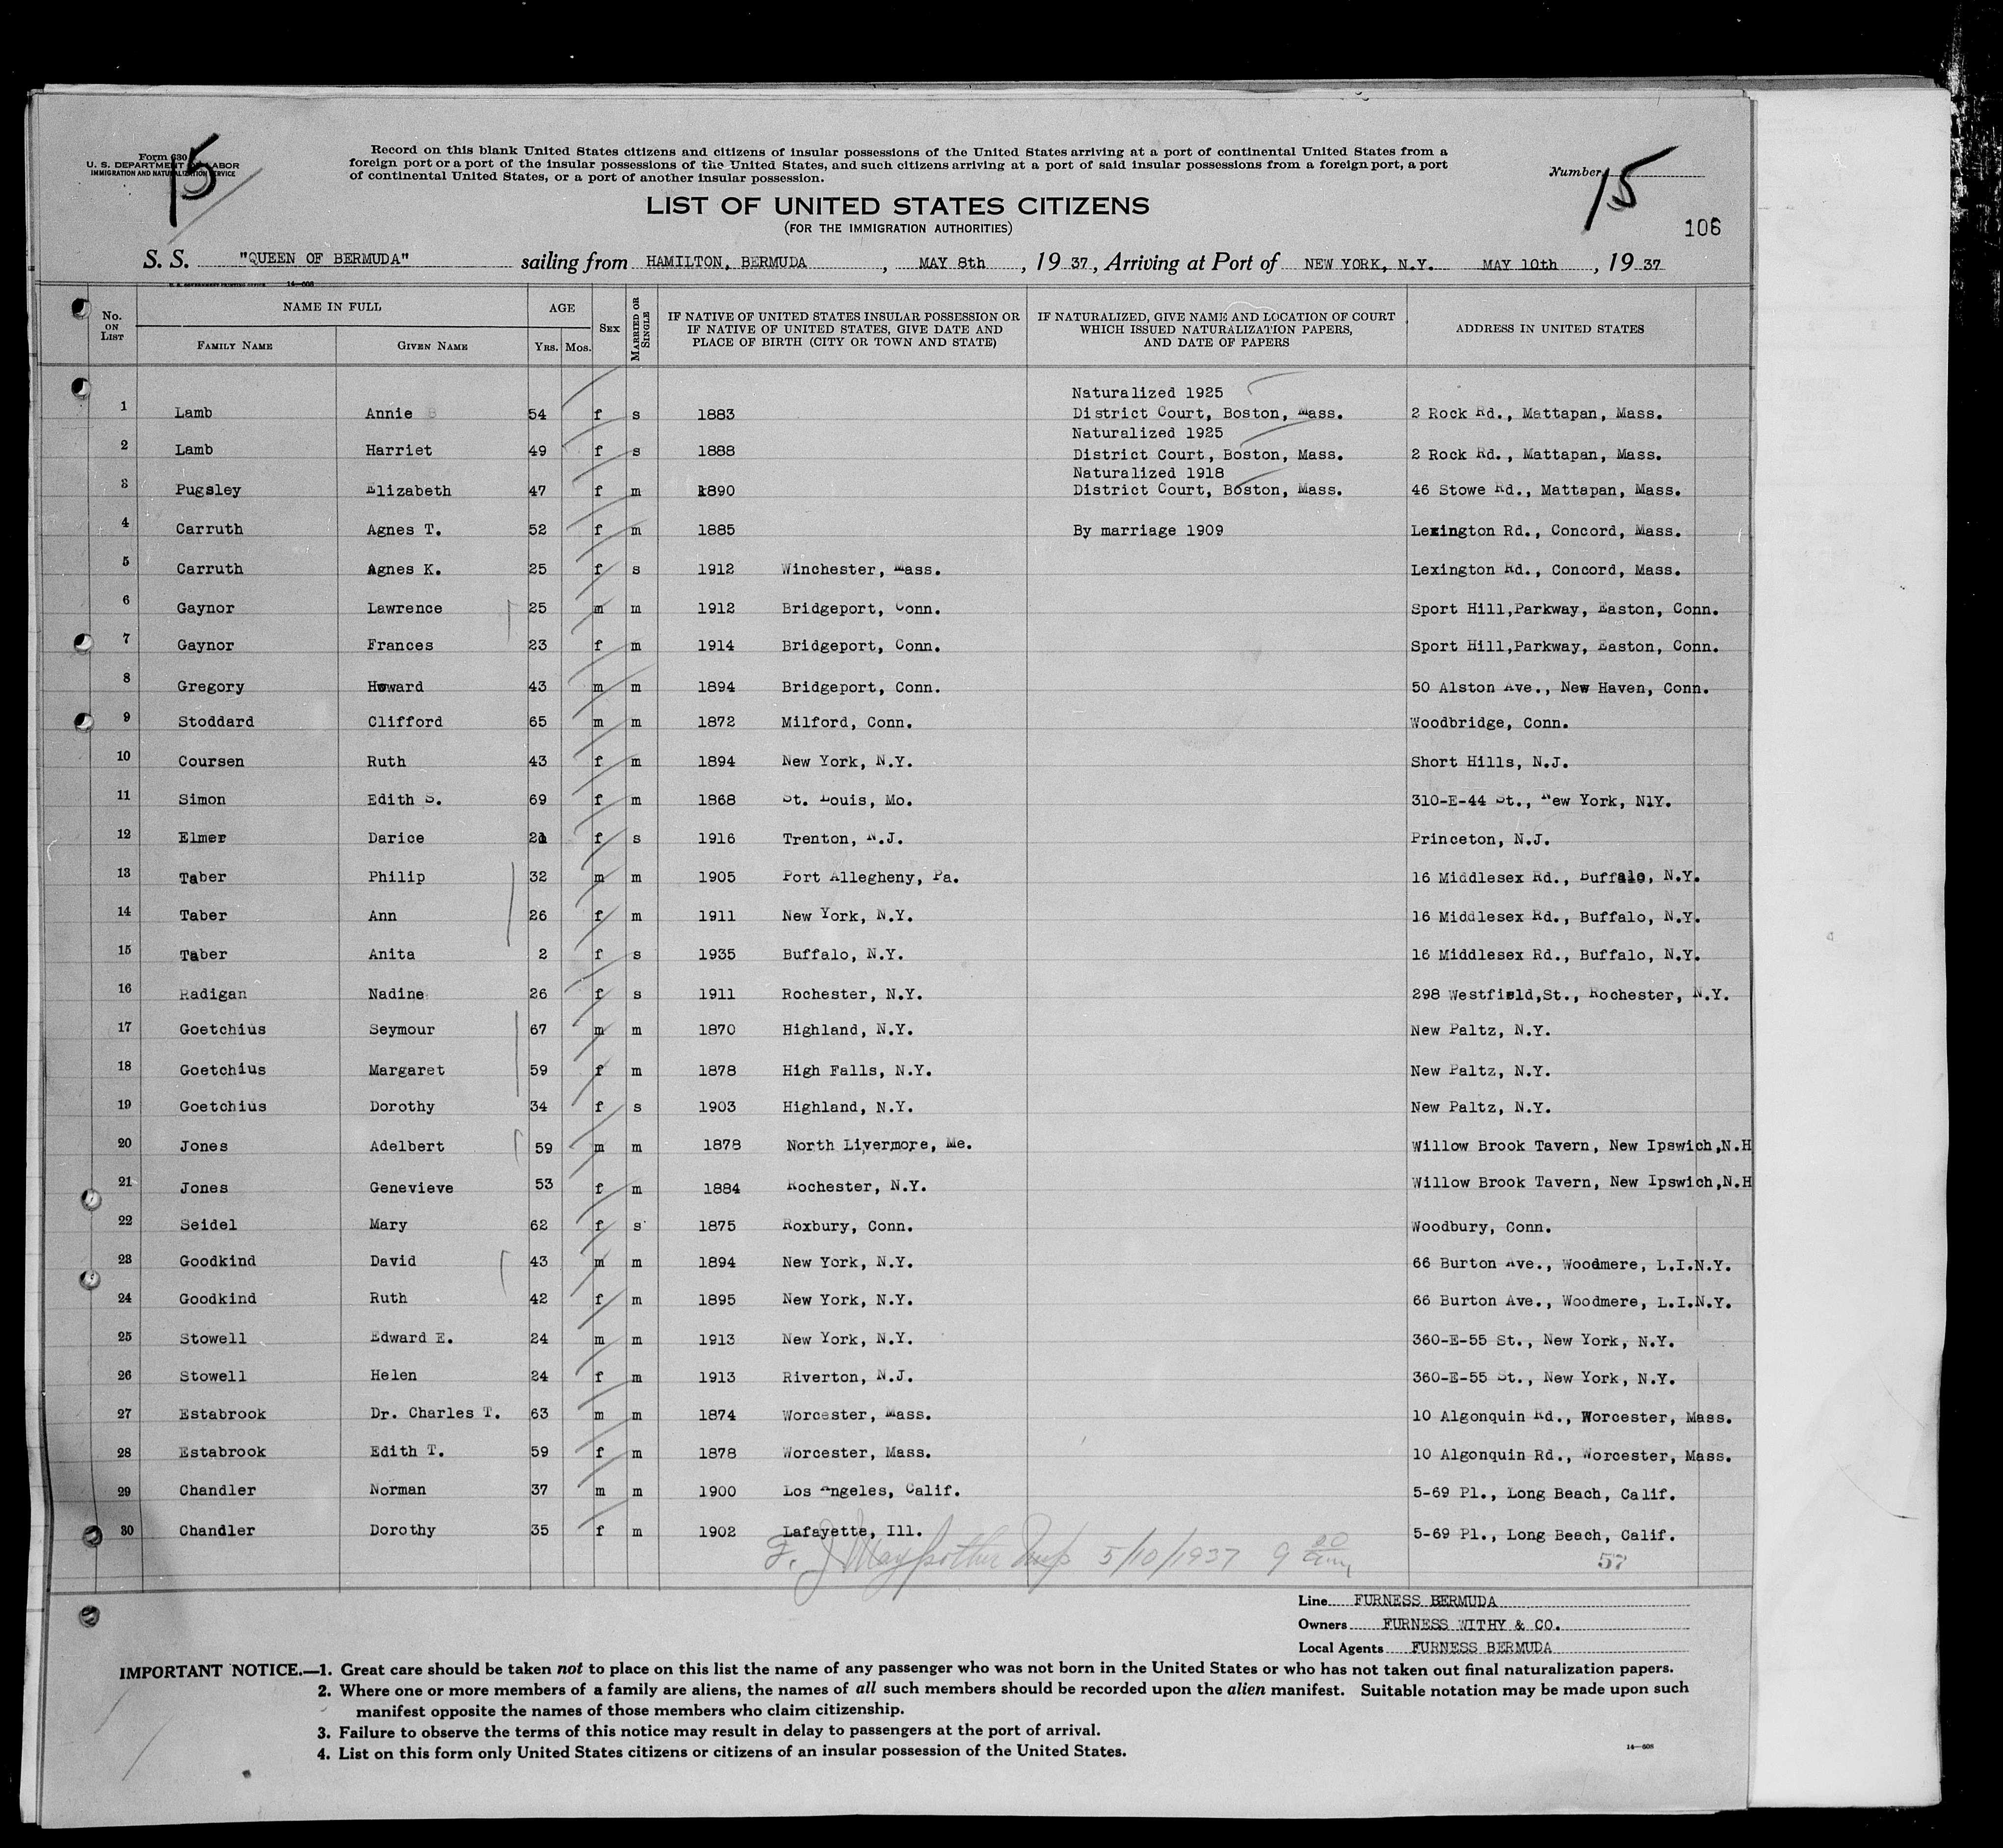 Form 630
U. S. DEPARTMENT OF LABOR
IMMIGRATION AND NATURALIZATION SERVICE
15
Record on this blank United States citizens and citizens of insular possessions of the United States arriving at a port of continental United States from a
foreign port or a port of the insular possessions of the United States, and such citizens arriving at a port of said insular possessions from a foreign port, a port
of continental United States, or a port of another insular possession.
Number 15
LIST OF UNITED STATES CITIZENS
(FOR THE IMMIGRATION AUTHORITIES)
106
S. S. "QUEEN OF BERMUDA" sailing from HAMILTON, BERMUDA, MAY 8th, 19 37, Arriving at Port of NEW YORK, N.Y. MAY 10th, 19 37
U. S. GOVERNMENT PRINTING OFFICE 14—608
No. ON LIST NAME IN FULL FAMILY NAME GIVEN NAME AGE YRS. MOS. SEX MARRIED OR SINGLE IF NATIVE OF UNITED STATES INSULAR POSSESSION OR IF NATIVE OF UNITED STATES, GIVE DATE AND PLACE OF BIRTH (CITY OR TOWN AND STATE) IF NATURALIZED, GIVE NAME AND LOCATION OF COURT WHICH ISSUED NATURALIZATION PAPERS, AND DATE OF PAPERS ADDRESS IN UNITED STATES
Naturalized 1925
1 Lamb Annie B 54 f s 1883 District Court, Boston, Mass. 2 Rock Rd., Mattapan, Mass.
Naturalized 1925
2 Lamb Harriet 49 f s 1888 District Court, Boston, Mass. 2 Rock Rd., Mattapan, Mass.
Naturalized 1918
3 Pugsley Elizabeth 47 f m 1890 District Court, Boston, Mass. 46 Stowe Rd., Mattapan, Mass.
4 Carruth Agnes T. 52 f m 1885 By marriage 1909 Lexington Rd., Concord, Mass.
5 Carruth Agnes K. 25 f s 1912 Winchester, Mass. Lexington Rd., Concord, Mass.
6 Gaynor Lawrence 25 m m 1912 Bridgeport, Conn. Sport Hill,Parkway, Easton, Conn.
7 Gaynor Frances 23 f m 1914 Bridgeport, Conn. Sport Hill,Parkway, Easton, Conn.
8 Gregory Howard 43 m m 1894 Bridgeport, Conn. 50 Alston Ave., New Haven, Conn.
9 Stoddard Clifford 65 m m 1872 Milford, Conn. Woodbridge, Conn.
10 Coursen Ruth 43 f m 1894 New York, N.Y. Short Hills, N.J.
11 Simon Edith S. 69 f m 1868 St. Louis, Mo. 310-E-44 St., New York, N1Y.
12 Elmer Darice 21 f s 1916 Trenton, N.J. Princeton, N.J.
13 Taber Philip 32 m m 1905 Port Allegheny, Pa. 16 Middlesex Rd., Buffalo, N.Y.
14 Taber Ann 26 f m 1911 New York, N.Y. 16 Middlesex Rd., Buffalo, N.Y.
15 Taber Anita 2 f s 1935 Buffalo, N.Y. 16 Middlesex Rd., Buffalo, N.Y.
16 Radigan Nadine 26 f s 1911 Rochester, N.Y. 298 Westfield,St., Rochester, N.Y.
17 Goetchius Seymour 67 m m 1870 Highland, N.Y. New Paltz, N.Y.
18 Goetchius Margaret 59 f m 1878 High Falls, N.Y. New Paltz, N.Y.
19 Goetchius Dorothy 34 f s 1903 Highland, N.Y. New Paltz, N.Y.
20 Jones Adelbert 59 m m 1878 North Livermore, Me. Willow Brook Tavern, New Ipswich,N.H
21 Jones Genevieve 53 f m 1884 Rochester, N.Y. Willow Brook Tavern, New Ipswich,N.H
22 Seidel Mary 62 f s 1875 Roxbury, Conn. Woodbury, Conn.
23 Goodkind David 43 m m 1894 New York, N.Y. 66 Burton Ave., Woodmere, L.I.N.Y.
24 Goodkind Ruth 42 f m 1895 New York, N.Y. 66 Burton Ave., Woodmere, L.I.N.Y.
25 Stowell Edward E. 24 m m 1913 New York, N.Y. 360-E-55 St., New York, N.Y.
26 Stowell Helen 24 f m 1913 Riverton, N.J. 360-E-55 St., New York, N.Y.
27 Estabrook Dr. Charles T. 63 m m 1874 Worcester, Mass. 10 Algonquin Rd., Worcester, Mass.
28 Estabrook Edith T. 59 f m 1878 Worcester, Mass. 10 Algonquin Rd., Worcester, Mass.
29 Chandler Norman 37 m m 1900 Los Angeles, Calif. 5-69 Pl., Long Beach, Calif.
30 Chandler Dorothy 35 f m 1902 Lafayette, Ill. 5-69 Pl., Long Beach, Calif.
F. J. 5/10/1937 9 20 am
57
Line FURNESS BERMUDA
Owners FURNESS WITHY & CO.
Local Agents FURNESS BERMUDA
IMPORTANT NOTICE.—1. Great care should be taken not to place on this list the name of any passenger who was not born in the United States or who has not taken out final naturalization papers.
2. Where one or more members of a family are aliens, the names of all such members should be recorded upon the alien manifest. Suitable notation may be made upon such
manifest opposite the names of those members who claim citizenship.
3. Failure to observe the terms of this notice may result in delay to passengers at the port of arrival.
4. List on this form only United States citizens or citizens of an insular possession of the United States.
14—608